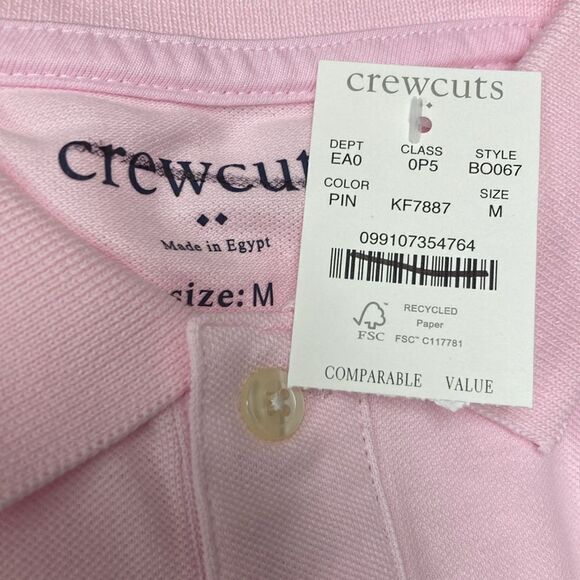 crewcuts
Made in Egypt
size: M
crewcuts
DEPT CLASS STYLE
EA0 0P5 BO067
COLOR SIZE
PIN KF7887 M
099107354764
RECYCLED
Paper
FSC FSC™ C117781
COMPARABLE VALUE